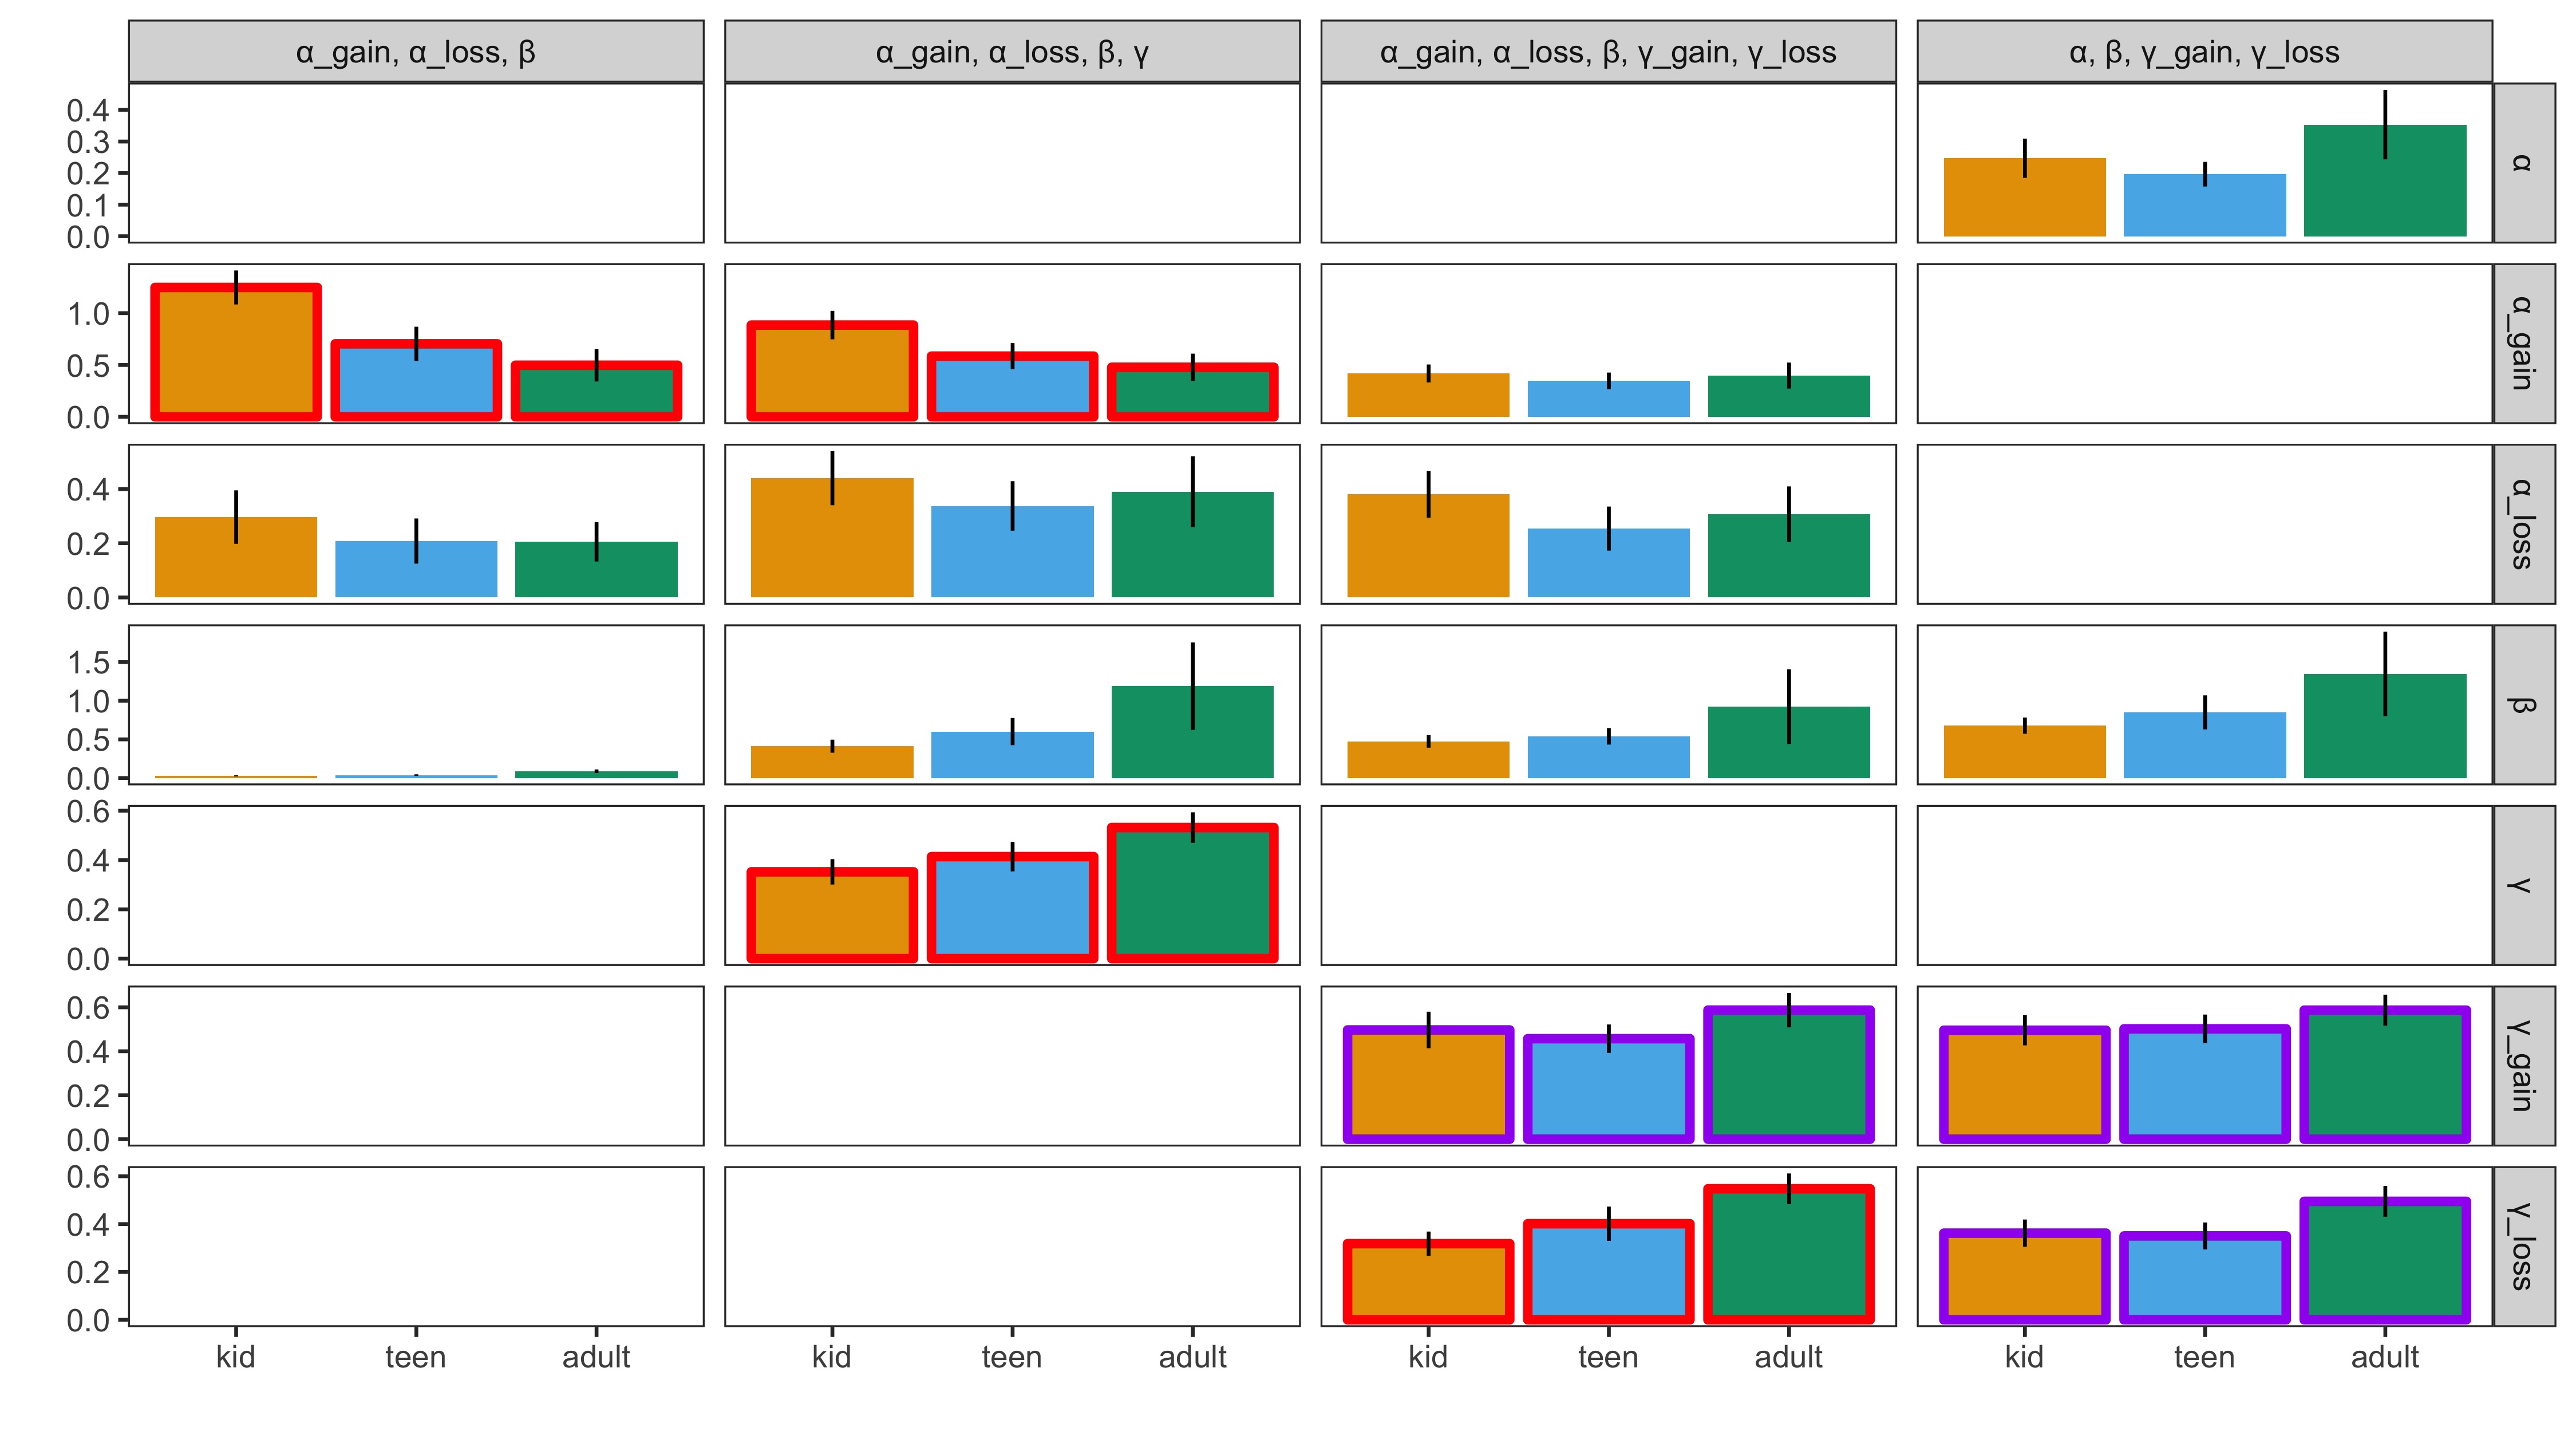 α_gain, α_loss, β
α_gain, α_loss, β, γ
α_gain, α_loss, β, γ_gain, γ_loss
α, β, γ_gain, γ_loss
0.4
0.3
0.2
0.1
0.0
α
1.0
0.5
0.0
α_gain
0.4
0.2
0.0
α_loss
1.5
1.0
0.5
0.0
β
0.6
0.4
0.2
0.0
γ
0.6
0.4
0.2
0.0
γ_gain
0.6
0.4
0.2
0.0
γ_loss
kid teen adult
kid teen adult
kid teen adult
kid teen adult